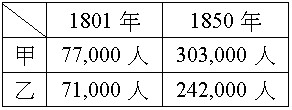 1801 年 1850 年
甲 77,000 人 303,000 人
乙 71,000 人 242,000 人